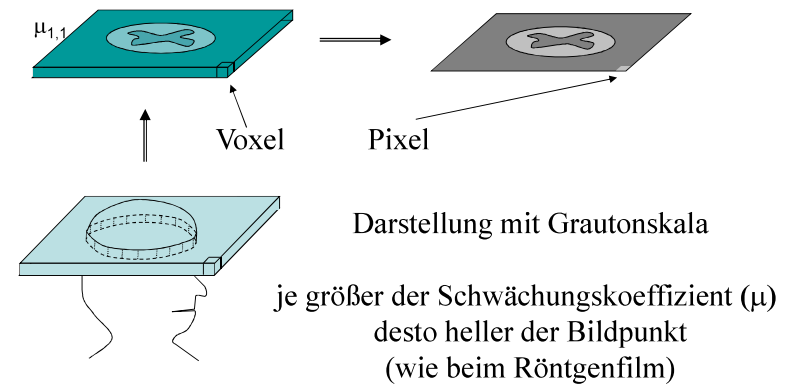 μ1,1
Voxel
Pixel
Darstellung mit Grautonskala
je größer der Schwächungskoeffizient (μ)
desto heller der Bildpunkt
(wie beim Röntgenfilm)